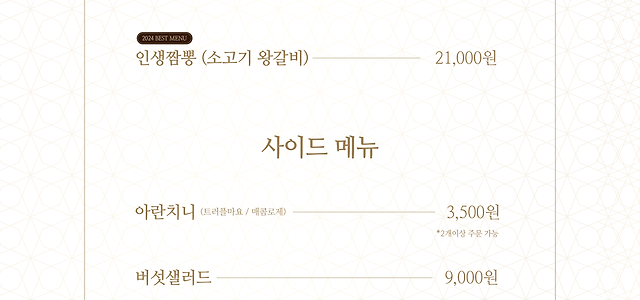 2024 BEST MENU
인생짬뽕 (소고기 왕갈비) 21,000원
사이드 메뉴
아란치니 (트러플마요 / 매콤로제) 3,500원
*2개이상 주문 가능
버섯샐러드 9,000원